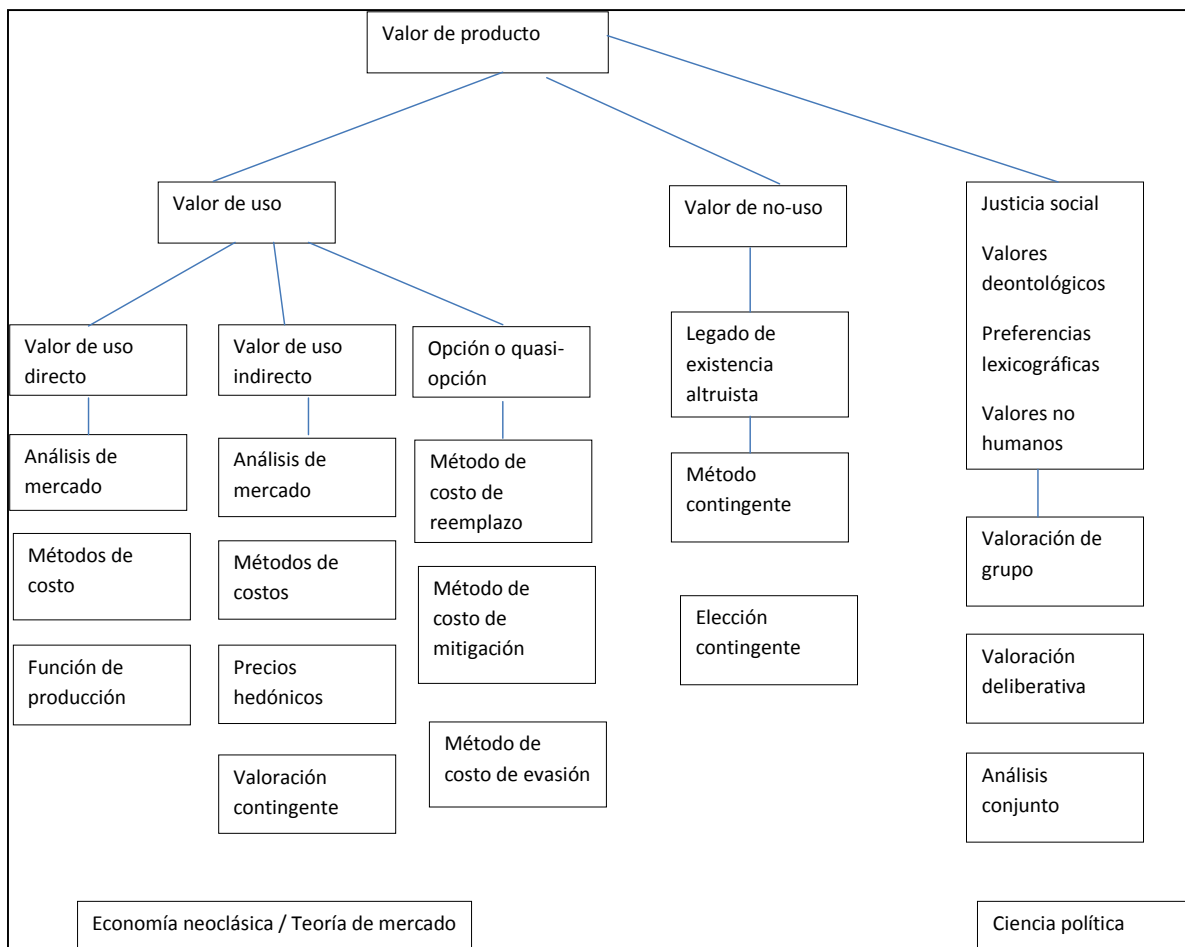 Valor de producto
Valor de uso
Valor de no-uso
Justicia social
Valores
deontológicos
Preferencias
lexicográficas
Valores no
humanos
Valor de uso
directo
Valor de uso
indirecto
Opción o quasi-
opción
Legado de
existencia
altruista
Análisis de
mercado
Análisis de
mercado
Método de
costo de
reemplazo
Método
contingente
Valoración de
grupo
Métodos de
costo
Métodos de
costos
Método de
costo de
mitigación
Elección
contingente
Valoración
deliberativa
Función de
producción
Precios
hedónicos
Método de
costo de evasión
Valoración
contingente
Análisis
conjunto
Economía neoclásica / Teoría de mercado
Ciencia política